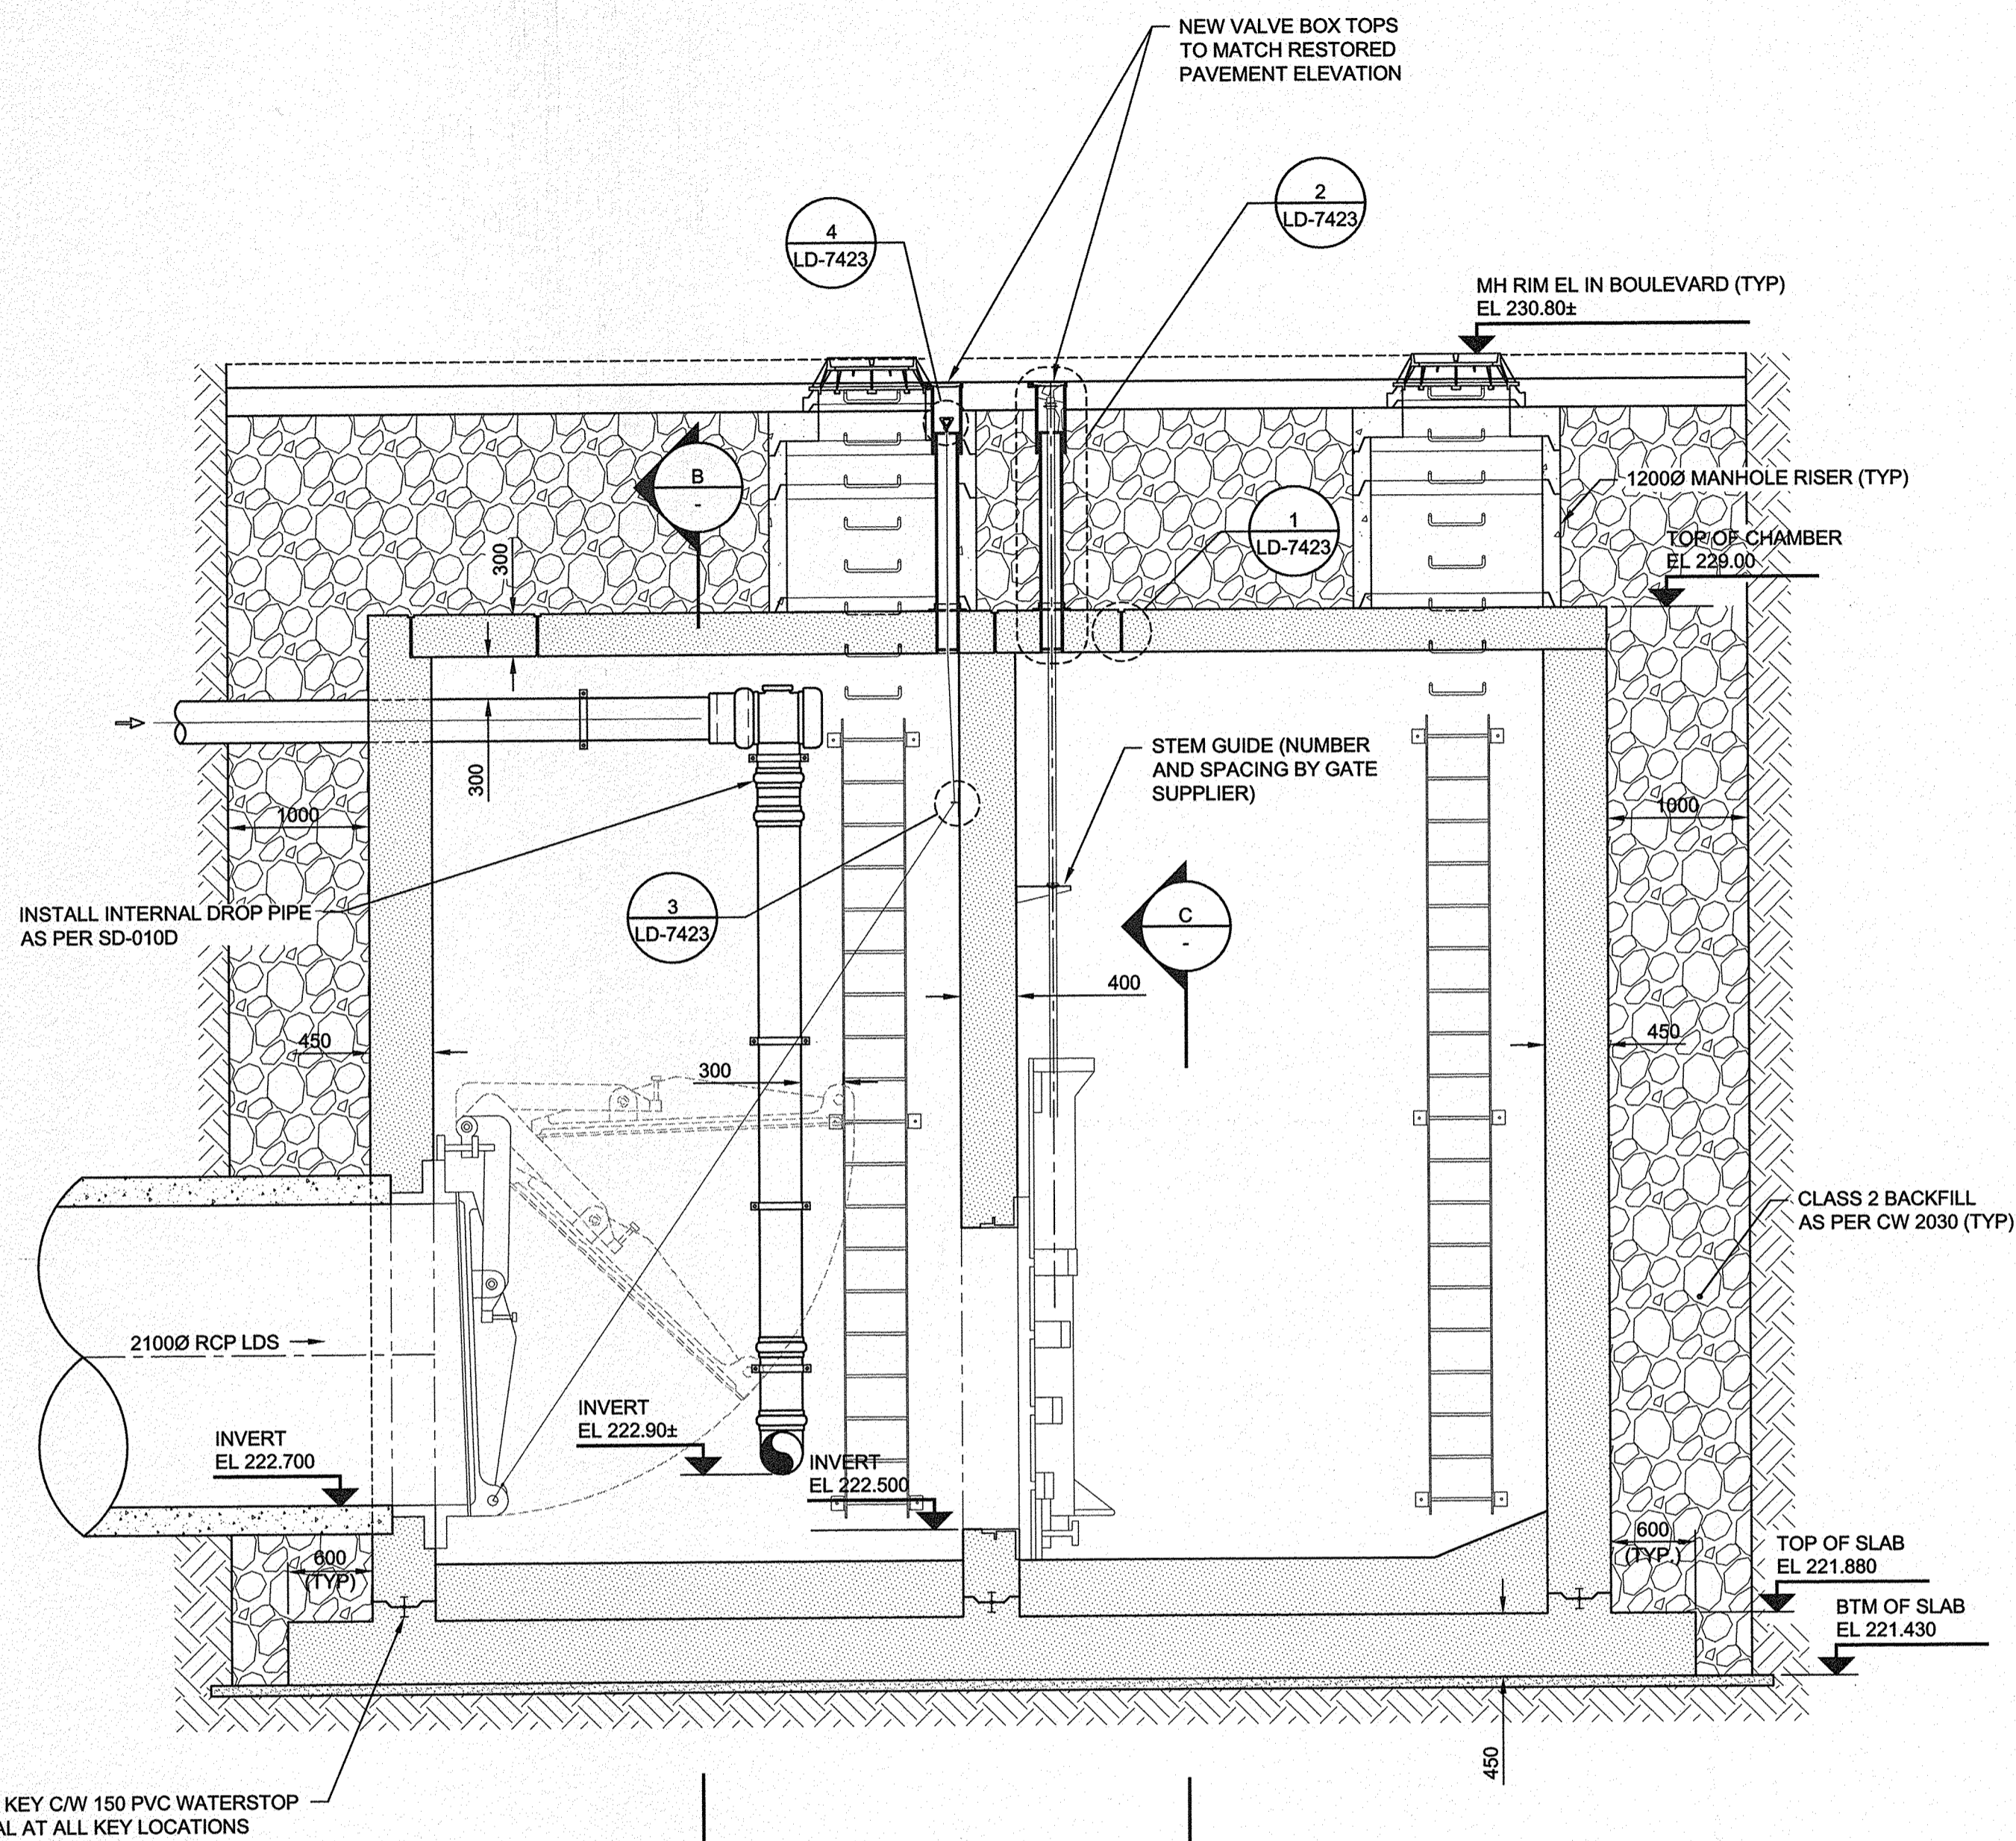 NEW VALVE BOX TOPS
TO MATCH RESTORED
PAVEMENT ELEVATION
2
LD-7423
4
LD-7423
MH RIM EL IN BOULEVARD (TYP)
EL 230.80±
B
-
1200Ø MANHOLE RISER (TYP)
1
LD-7423
TOP OF CHAMBER
EL 229.00
300
300
STEM GUIDE (NUMBER
AND SPACING BY GATE
SUPPLIER)
1000
1000
INSTALL INTERNAL DROP PIPE
AS PER SD-010D
3
LD-7423
C
-
400
450
450
300
CLASS 2 BACKFILL
AS PER CW 2030 (TYP)
2100Ø RCP LDS
INVERT
EL 222.700
INVERT
EL 222.90±
INVERT
EL 222.500
600
(TYP)
600
(TYP.)
TOP OF SLAB
EL 221.880
BTM OF SLAB
EL 221.430
450
KEY C/W 150 PVC WATERSTOP
AL AT ALL KEY LOCATIONS